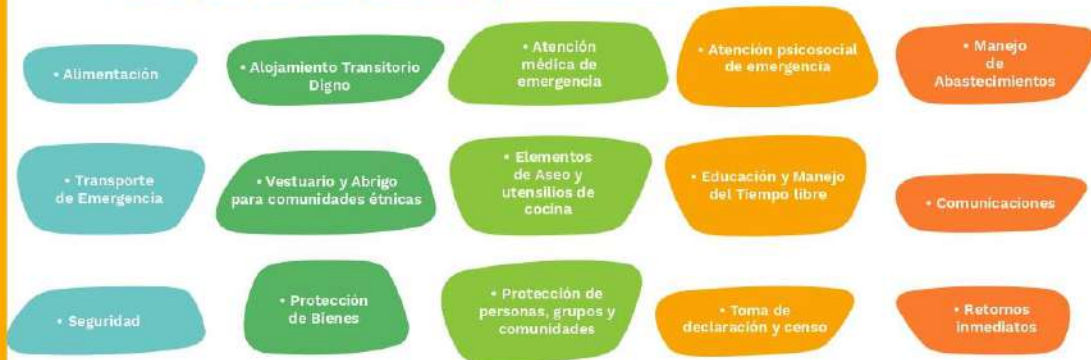 • Alimentación
• Alojamiento Transitorio
Digno
• Atención
médica de
emergencia
• Atención psicosocial
de emergencia
• Manejo
de
Abastecimientos
• Transporte
de Emergencia
• Vestuario y Abrigo
para comunidades étnicas
• Elementos
de Aseo y
utensilios de
cocina
• Educación y Manejo
del Tiempo libre
• Comunicaciones
• Seguridad
• Protección
de Bienes
• Protección de
personas, grupos y
comunidades
• Toma de
declaración y censo
• Retornos
inmediatos